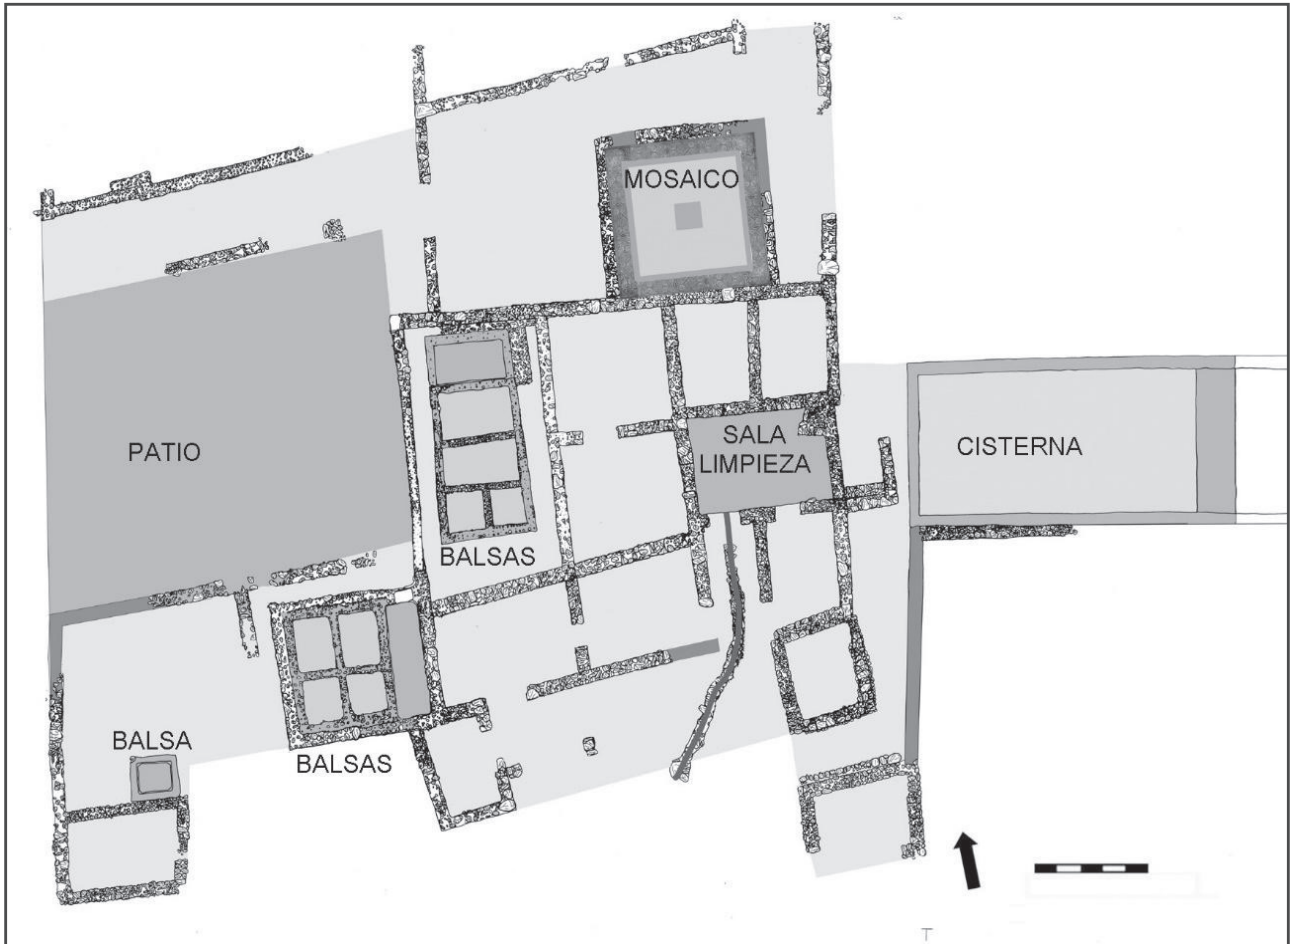 MOSAICO
PATIO
SALA
LIMPIEZA
CISTERNA
BALSAS
BALSA
BALSAS